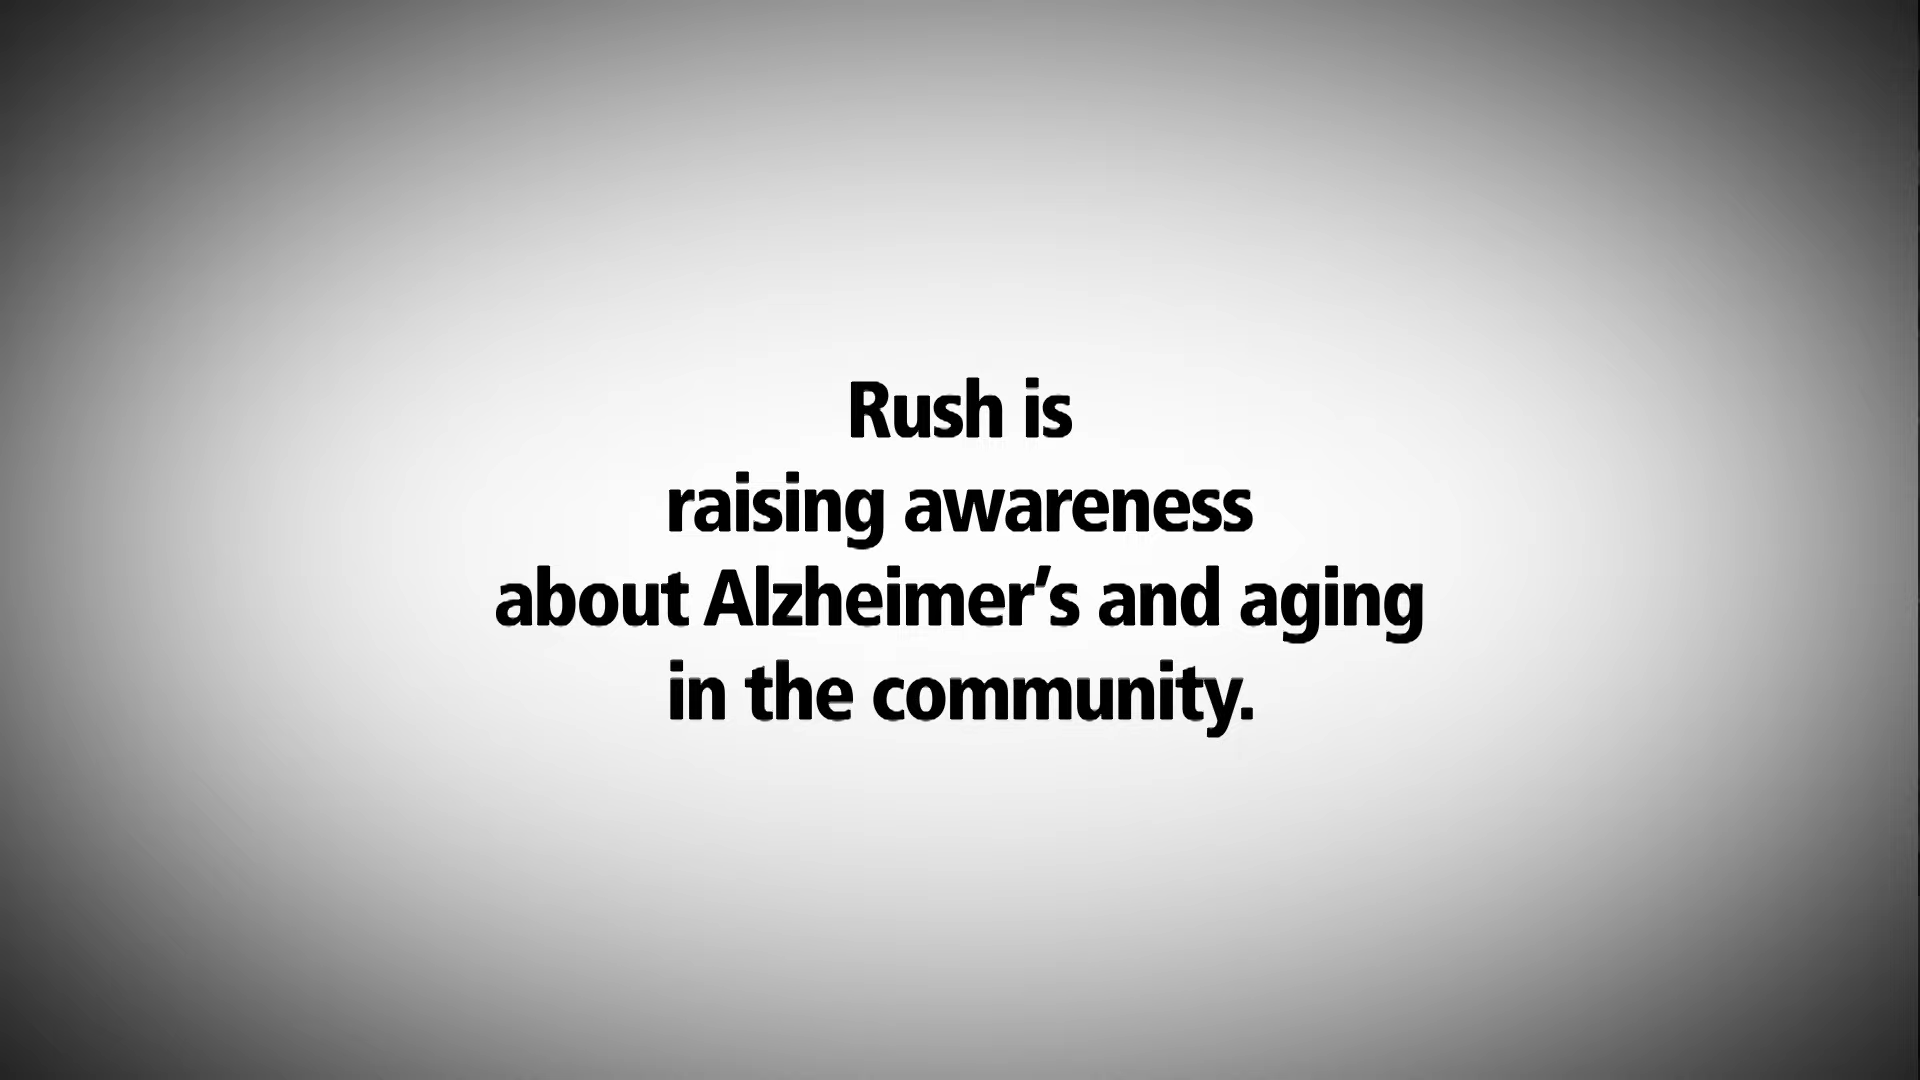 Rush is
raising awareness
about Alzheimer’s and aging
in the community.